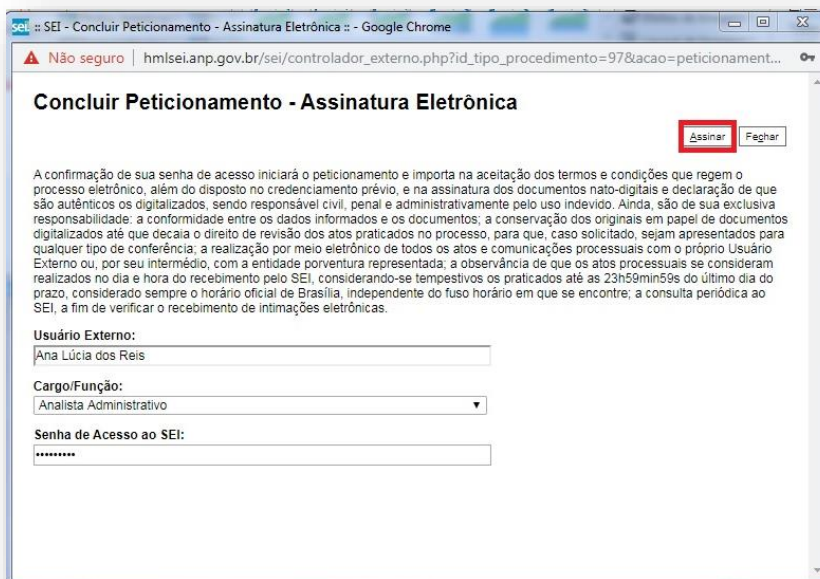 sei. :: SEI - Concluir Peticionamento - Assinatura Eletrônica :: - Google Chrome
Não seguro | hmlsei.anp.gov.br/sei/controlador_externo.php?id_tipo_procedimento=97&acao=peticionament...
Concluir Peticionamento - Assinatura Eletrônica
Assinar Fechar
A confirmação de sua senha de acesso iniciará o peticionamento e importa na aceitação dos termos e condições que regem o
processo eletrônico, além do disposto no credenciamento prévio, e na assinatura dos documentos nato-digitais e declaração de que
são autênticos os digitalizados, sendo responsável civil, penal e administrativamente pelo uso indevido. Ainda, são de sua exclusiva
responsabilidade: a conformidade entre os dados informados e os documentos; a conservação dos originais em papel de documentos
digitalizados até que decaia o direito de revisão dos atos praticados no processo, para que, caso solicitado, sejam apresentados para
qualquer tipo de conferência; a realização por meio eletrônico de todos os atos e comunicações processuais com o próprio Usuário
Externo ou, por seu intermédio, com a entidade porventura representada; a observância de que os atos processuais se consideram
realizados no dia e hora do recebimento pelo SEI, considerando-se tempestivos os praticados até as 23h59min59s do último dia do
prazo, considerado sempre o horário oficial de Brasília, independente do fuso horário em que se encontre; a consulta periódica ao
SEI, a fim de verificar o recebimento de intimações eletrônicas.
Usuário Externo:
Ana Lúcia dos Reis
Cargo/Função:
Analista Administrativo
Senha de Acesso ao SEI:
•••••••••